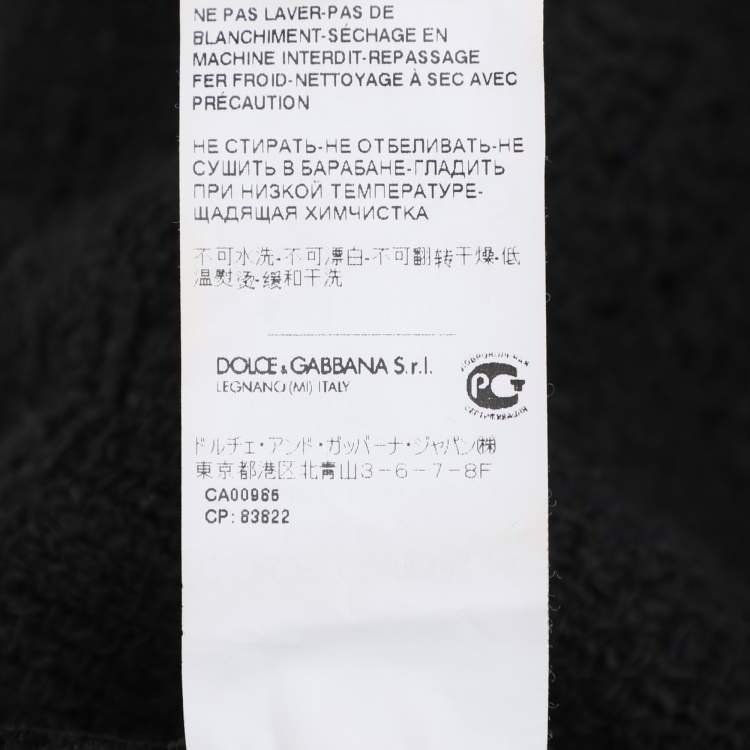 NE PAS LAVER-PAS DE
BLANCHIMENT-SÉCHAGE EN
MACHINE INTERDIT-REPASSAGE
FER FROID-NETTOYAGE À SEC AVEC
PRÉCAUTION
НЕ СТИРАТЬ-НЕ ОТБЕЛИВАТЬ-НЕ
СУШИТЬ В БАРАБАНЕ-ГЛАДИТЬ
ПРИ НИЗКОЙ ТЕМПЕРАТУРЕ-
ЩАДЯЩАЯ ХИМЧИСТКА
不可水洗-不可漂白-不可翻转干燥-低
温熨烫-缓和干洗
DOLCE & GABBANA S.r.l.
LEGNANO (MI) ITALY
РСТ
ドルチェ・アンド・ガッバーナ・ジャパン㈱
東京都港区北青山3-6-7-8F
CA00965
CP: 83822